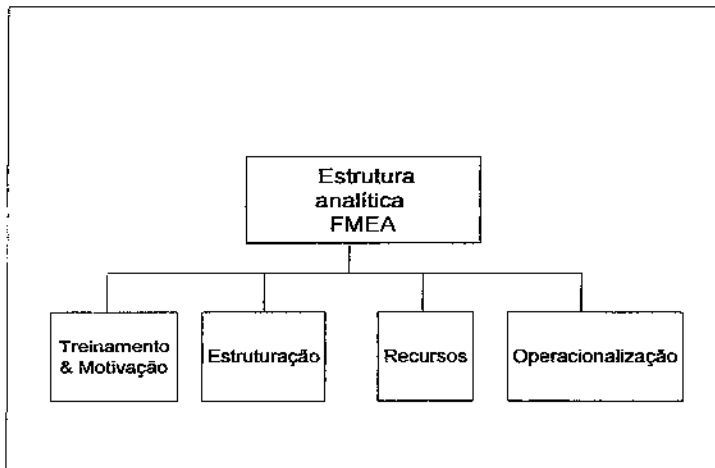 Estrutura
analítica
FMEA
Treinamento
& Motivação
Estruturação
Recursos
Operacionalização